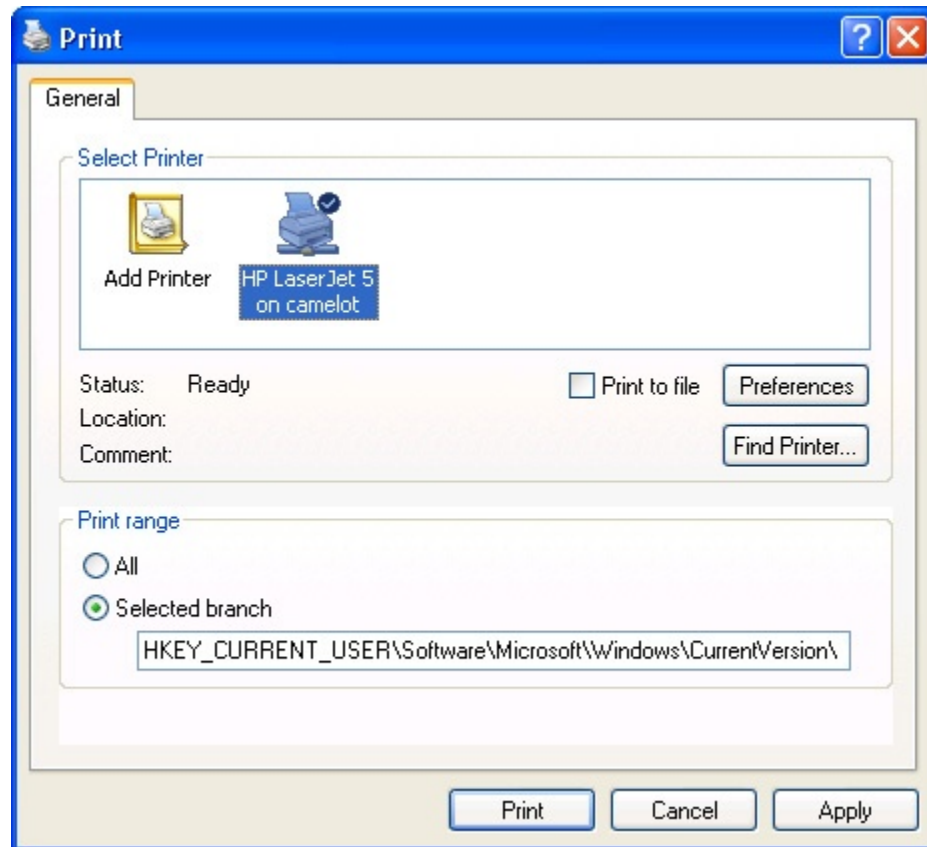 Print
General
Select Printer
Add Printer
HP LaserJet 5
on camelot
Status: Ready
Print to file
Preferences
Location:
Comment:
Find Printer...
Print range
All
Selected branch
HKEY_CURRENT_USER\Software\Microsoft\Windows\CurrentVersion\
Print
Cancel
Apply